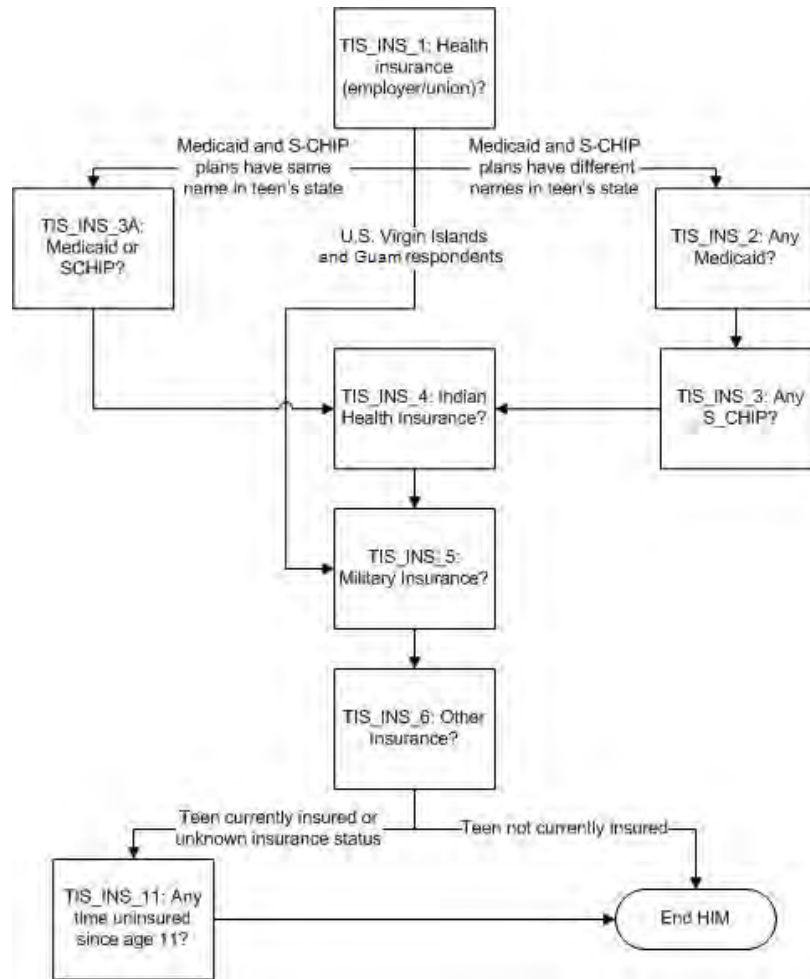 TIS_INS_1: Health
insurance
(employer/union)?
Medicaid and S-CHIP
plans have same
name in teen's state
Medicaid and S-CHIP
plans have different
names in teen's state
TIS_INS_3A:
Medicaid or
SCHIP?
U.S. Virgin Islands
and Guam respondents
TIS_INS_2: Any
Medicaid?
TIS_INS_4: Indian
Health Insurance?
TIS_INS_3: Any
S_CHIP?
TIS_INS_5:
Military Insurance?
TIS_INS_6: Other
Insurance?
Teen currently insured or
unknown insurance status
Teen not currently insured
TIS_INS_11: Any
time uninsured
since age 11?
End HIM